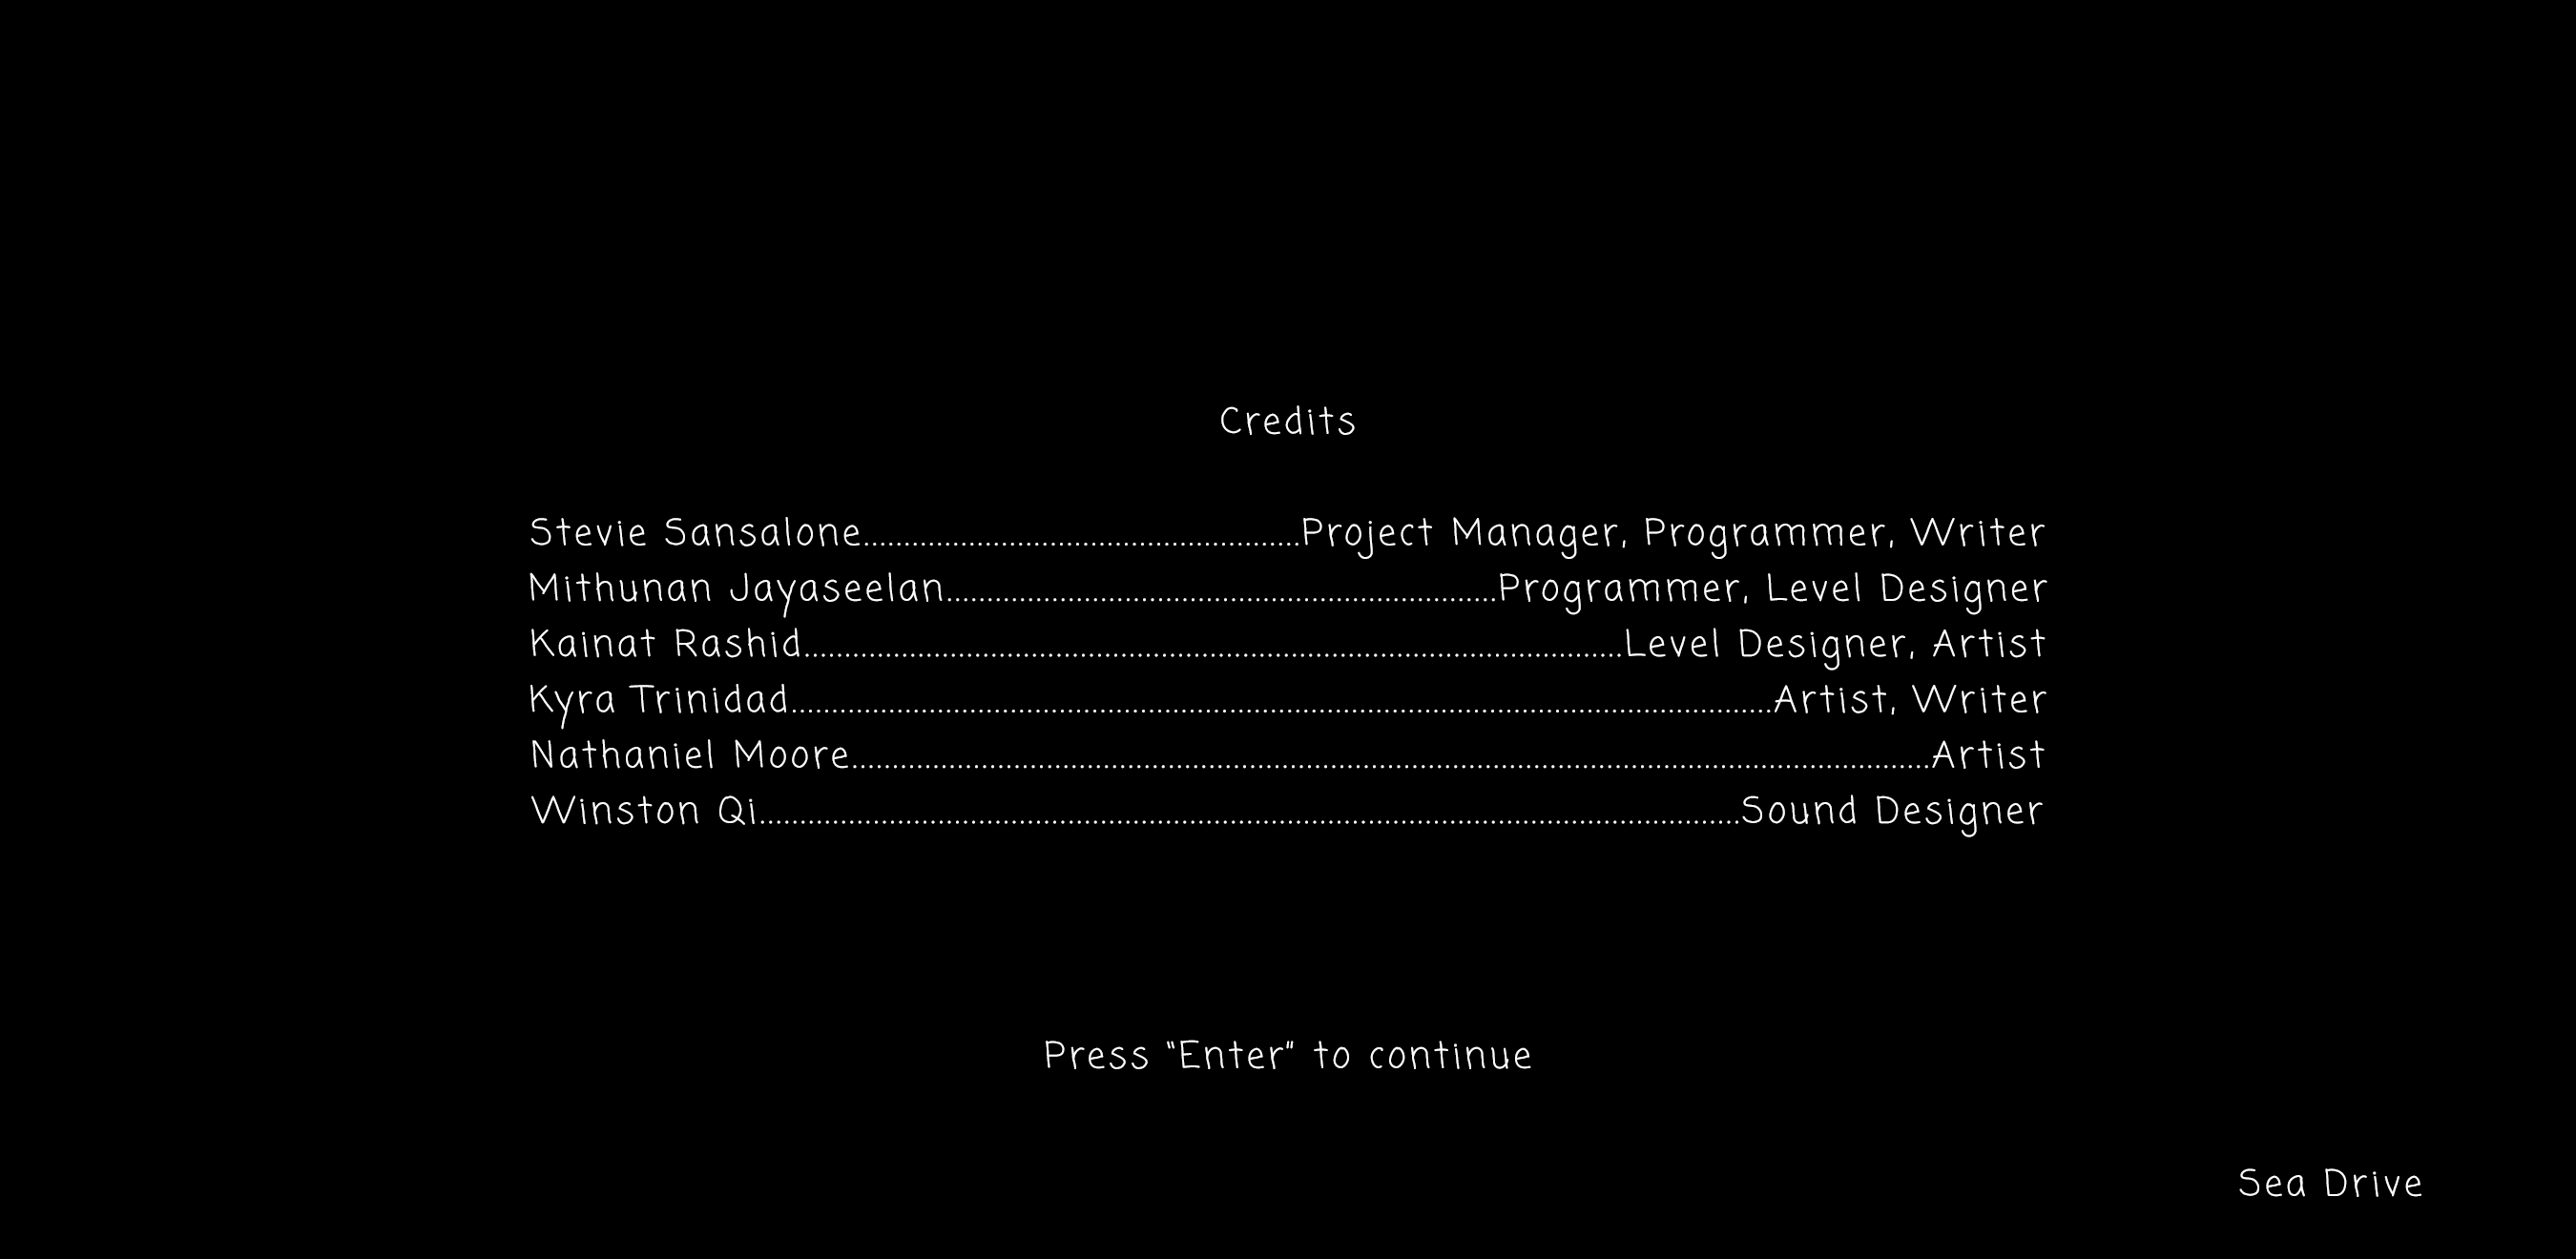 Credits
Stevie Sansalone......................................................Project Manager, Programmer, Writer
Mithunan Jayaseelan....................................................................Programmer, Level Designer
Kainat Rashid.....................................................................................................Level Designer, Artist
Kyra Trinidad.........................................................................................................................Artist, Writer
Nathaniel Moore.....................................................................................................................................Artist
Winston Qi.........................................................................................................................Sound Designer
Press "Enter" to continue
Sea Drive